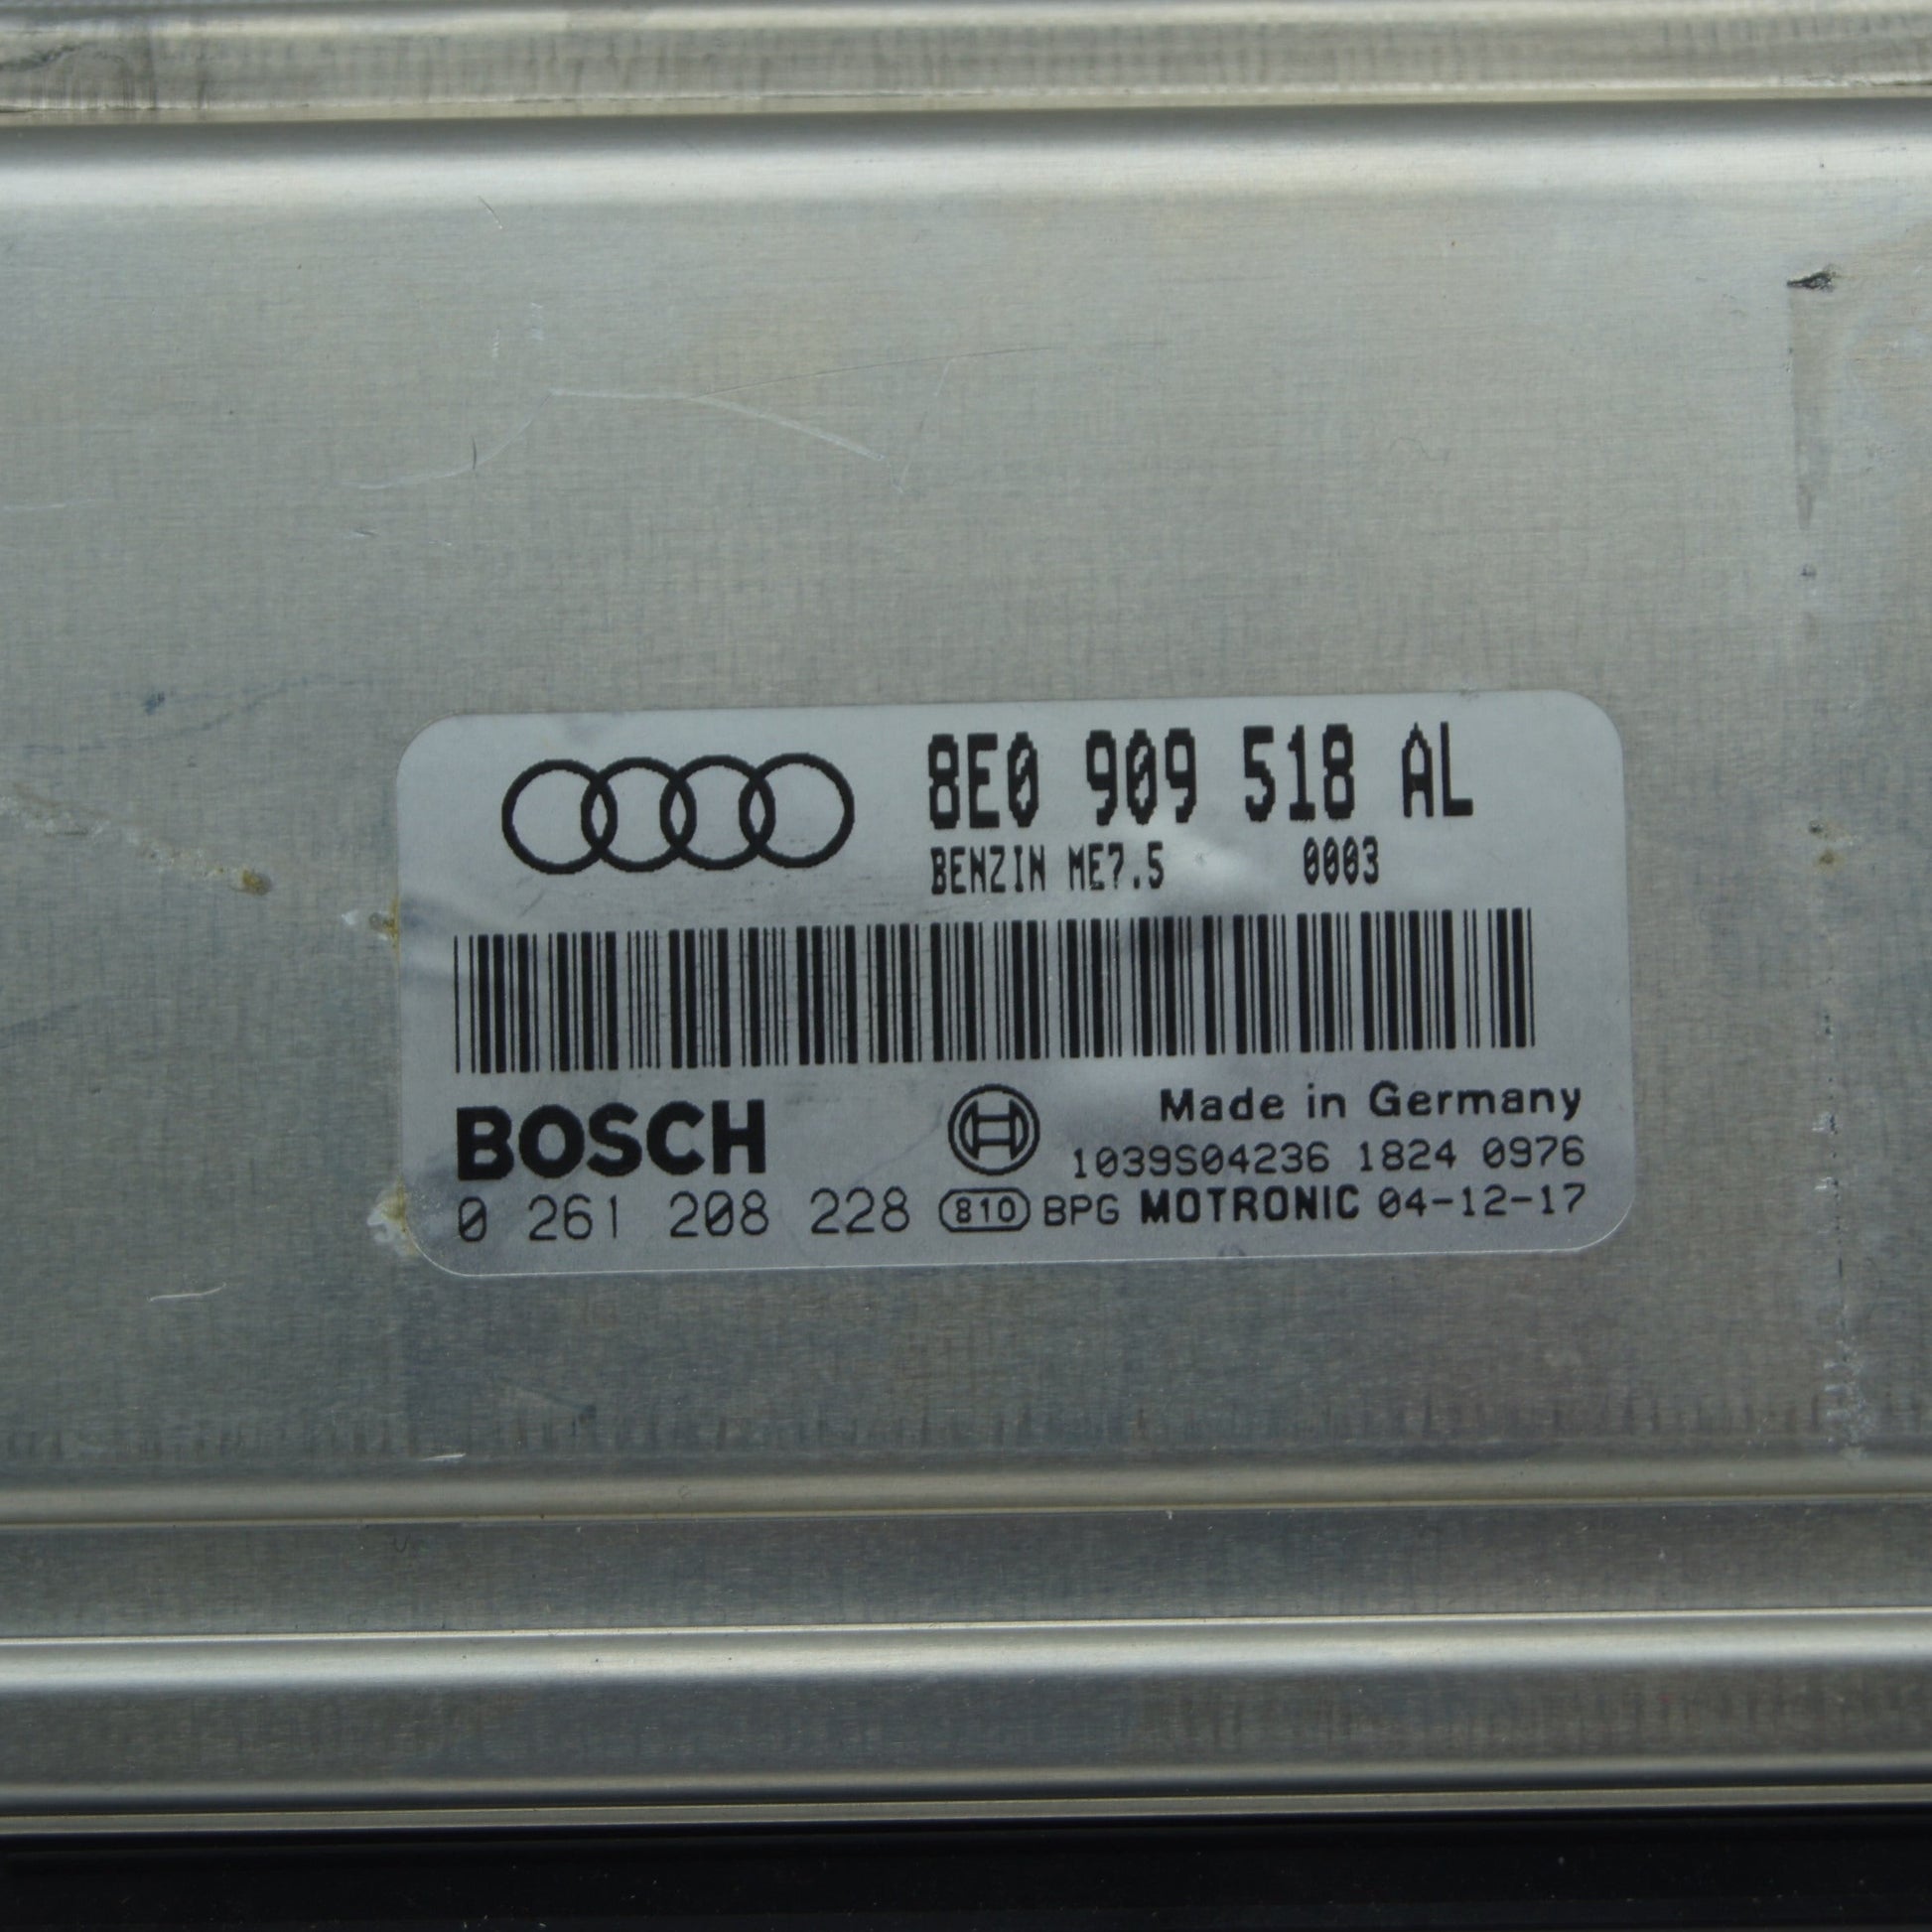 8E0 909 518 AL
BENZIN ME7.5 0003
BOSCH
Made in Germany
1039S04236 1824 0976
0 261 208 228 810 BPG MOTRONIC 04-12-17